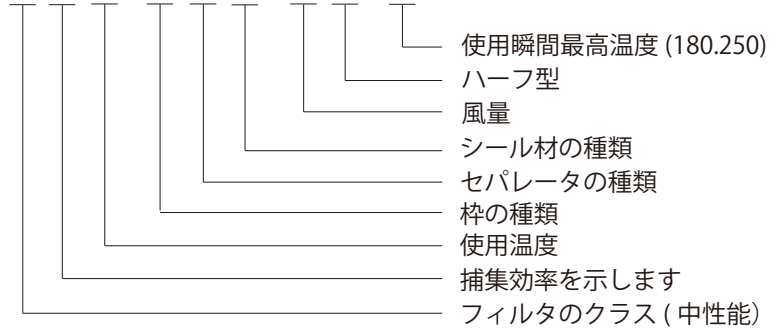 使用瞬間最高温度 (180.250)
ハーフ型
風量
シール材の種類
セパレータの種類
枠の種類
使用温度
捕集効率を示します
フィルタのクラス ( 中性能）